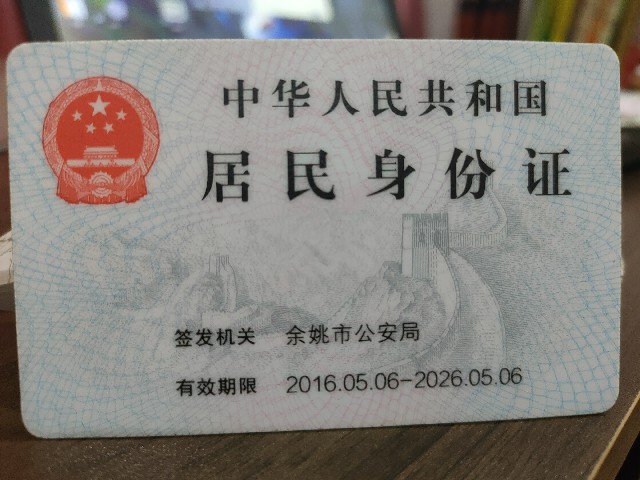 中华人民共和国
居民身份证
签发机关 余姚市公安局
有效期限 2016.05.06-2026.05.06